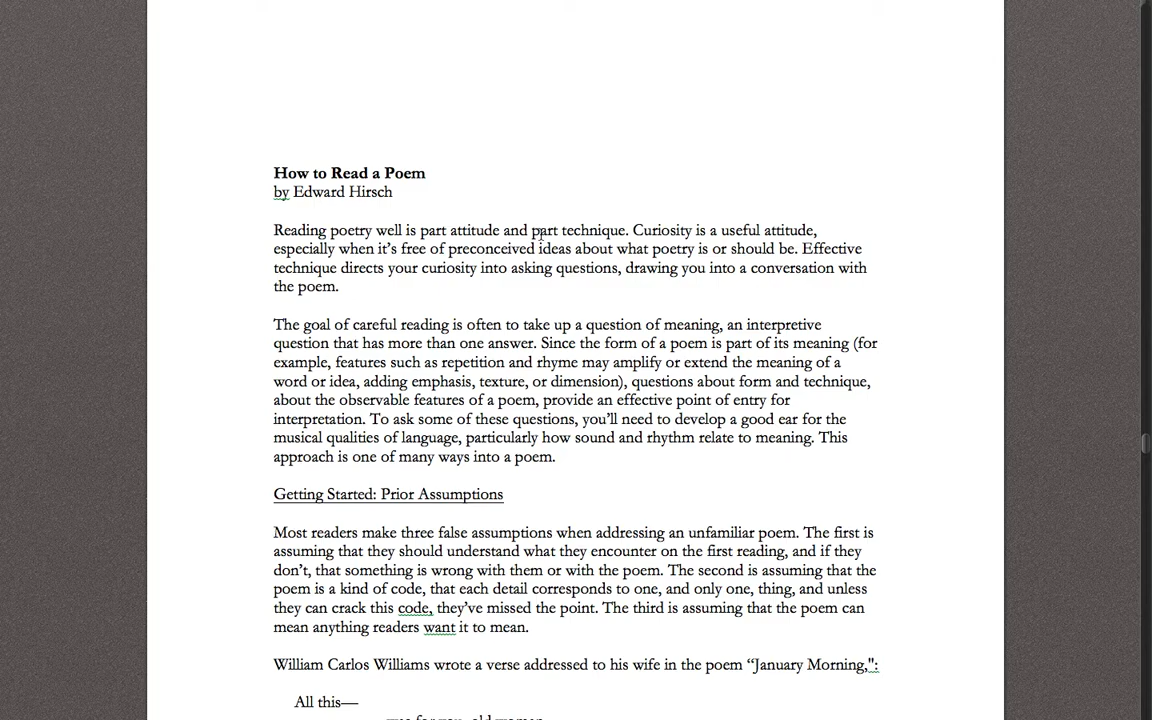 How to Read a Poem
by Edward Hirsch
Reading poetry well is part attitude and part technique. Curiosity is a useful attitude,
especially when it’s free of preconceived ideas about what poetry is or should be. Effective
technique directs your curiosity into asking questions, drawing you into a conversation with
the poem.
The goal of careful reading is often to take up a question of meaning, an interpretive
question that has more than one answer. Since the form of a poem is part of its meaning (for
example, features such as repetition and rhyme may amplify or extend the meaning of a
word or idea, adding emphasis, texture, or dimension), questions about form and technique,
about the observable features of a poem, provide an effective point of entry for
interpretation. To ask some of these questions, you’ll need to develop a good ear for the
musical qualities of language, particularly how sound and rhythm relate to meaning. This
approach is one of many ways into a poem.
Getting Started: Prior Assumptions
Most readers make three false assumptions when addressing an unfamiliar poem. The first is
assuming that they should understand what they encounter on the first reading, and if they
don’t, that something is wrong with them or with the poem. The second is assuming that the
poem is a kind of code, that each detail corresponds to one, and only one, thing, and unless
they can crack this code, they’ve missed the point. The third is assuming that the poem can
mean anything readers want it to mean.
William Carlos Williams wrote a verse addressed to his wife in the poem “January Morning,":
All this—
was for you, old woman